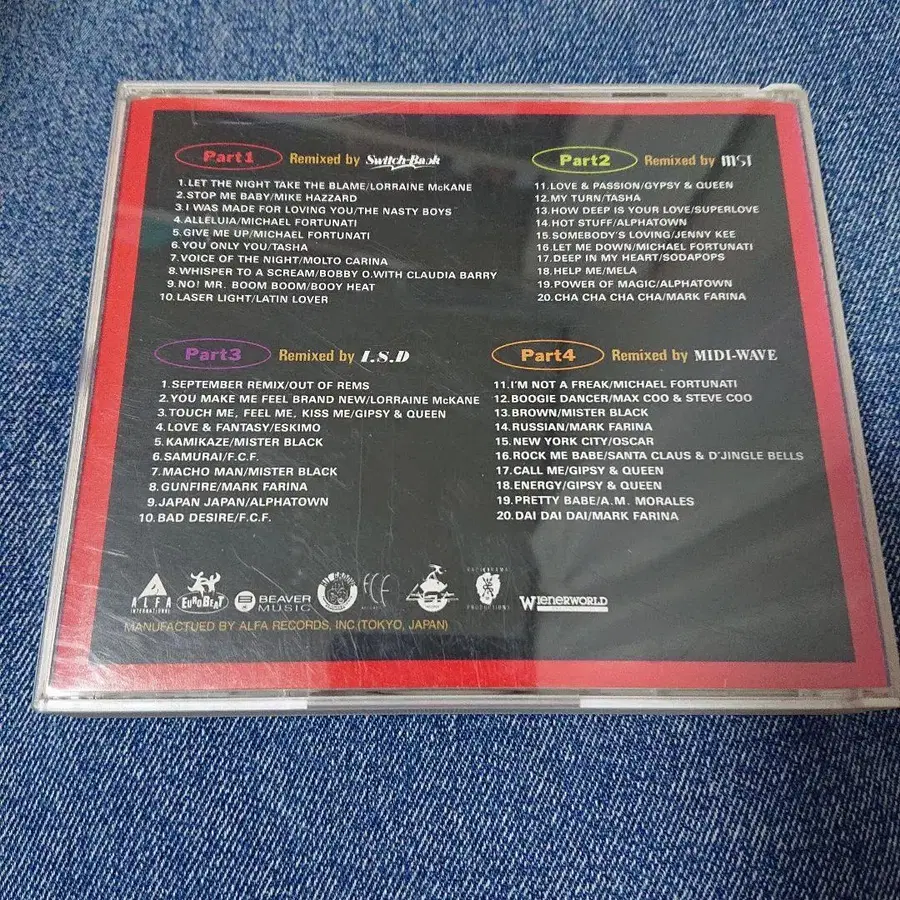 Part1 Remixed by Switch-Back
1.LET THE NIGHT TAKE THE BLAME/LORRAINE McKANE
2.STOP ME BABY/MIKE HAZZARD
3.I WAS MADE FOR LOVING YOU/THE NASTY BOYS
4.ALLELUIA/MICHAEL FORTUNATI
5.GIVE ME UP/MICHAEL FORTUNATI
6.YOU ONLY YOU/TASHA
7.VOICE OF THE NIGHT/MOLTO CARINA
8.WHISPER TO A SCREAM/BOBBY O.WITH CLAUDIA BARRY
9.NO! MR. BOOM BOOM/BOOY HEAT
10.LASER LIGHT/LATIN LOVER
Part2 Remixed by MST
11.LOVE & PASSION/GYPSY & QUEEN
12.MY TURN/TASHA
13.HOW DEEP IS YOUR LOVE/SUPERLOVE
14.HOT STUFF/ALPHATOWN
15.SOMEBODY'S LOVING/JENNY KEE
16.LET ME DOWN/MICHAEL FORTUNATI
17.DEEP IN MY HEART/SODAPOPS
18.HELP ME/MELA
19.POWER OF MAGIC/ALPHATOWN
20.CHA CHA CHA CHA/MARK FARINA
Part3 Remixed by I.S.D
1.SEPTEMBER REMIX/OUT OF REMS
2.YOU MAKE ME FEEL BRAND NEW/LORRAINE McKANE
3.TOUCH ME, FEEL ME, KISS ME/GIPSY & QUEEN
4.LOVE & FANTASY/ESKIMO
5.KAMIKAZE/MISTER BLACK
6.SAMURAI/F.C.F.
7.MACHO MAN/MISTER BLACK
8.GUNFIRE/MARK FARINA
9.JAPAN JAPAN/ALPHATOWN
10.BAD DESIRE/F.C.F.
Part4 Remixed by MIDI-WAVE
11.I'M NOT A FREAK/MICHAEL FORTUNATI
12.BOOGIE DANCER/MAX COO & STEVE COO
13.BROWN/MISTER BLACK
14.RUSSIAN/MARK FARINA
15.NEW YORK CITY/OSCAR
16.ROCK ME BABE/SANTA CLAUS & D'JINGLE BELLS
17.CALL ME/GIPSY & QUEEN
18.ENERGY/GIPSY & QUEEN
19.PRETTY BABE/A.M. MORALES
20.DAI DAI DAI/MARK FARINA
ALFA INTERNATIONAL
EUROBEAT
BEAVER MUSIC
FCF
PRODUCTIONS
WIENERWORLD
MANUFACTUED BY ALFA RECORDS, INC.(TOKYO, JAPAN)